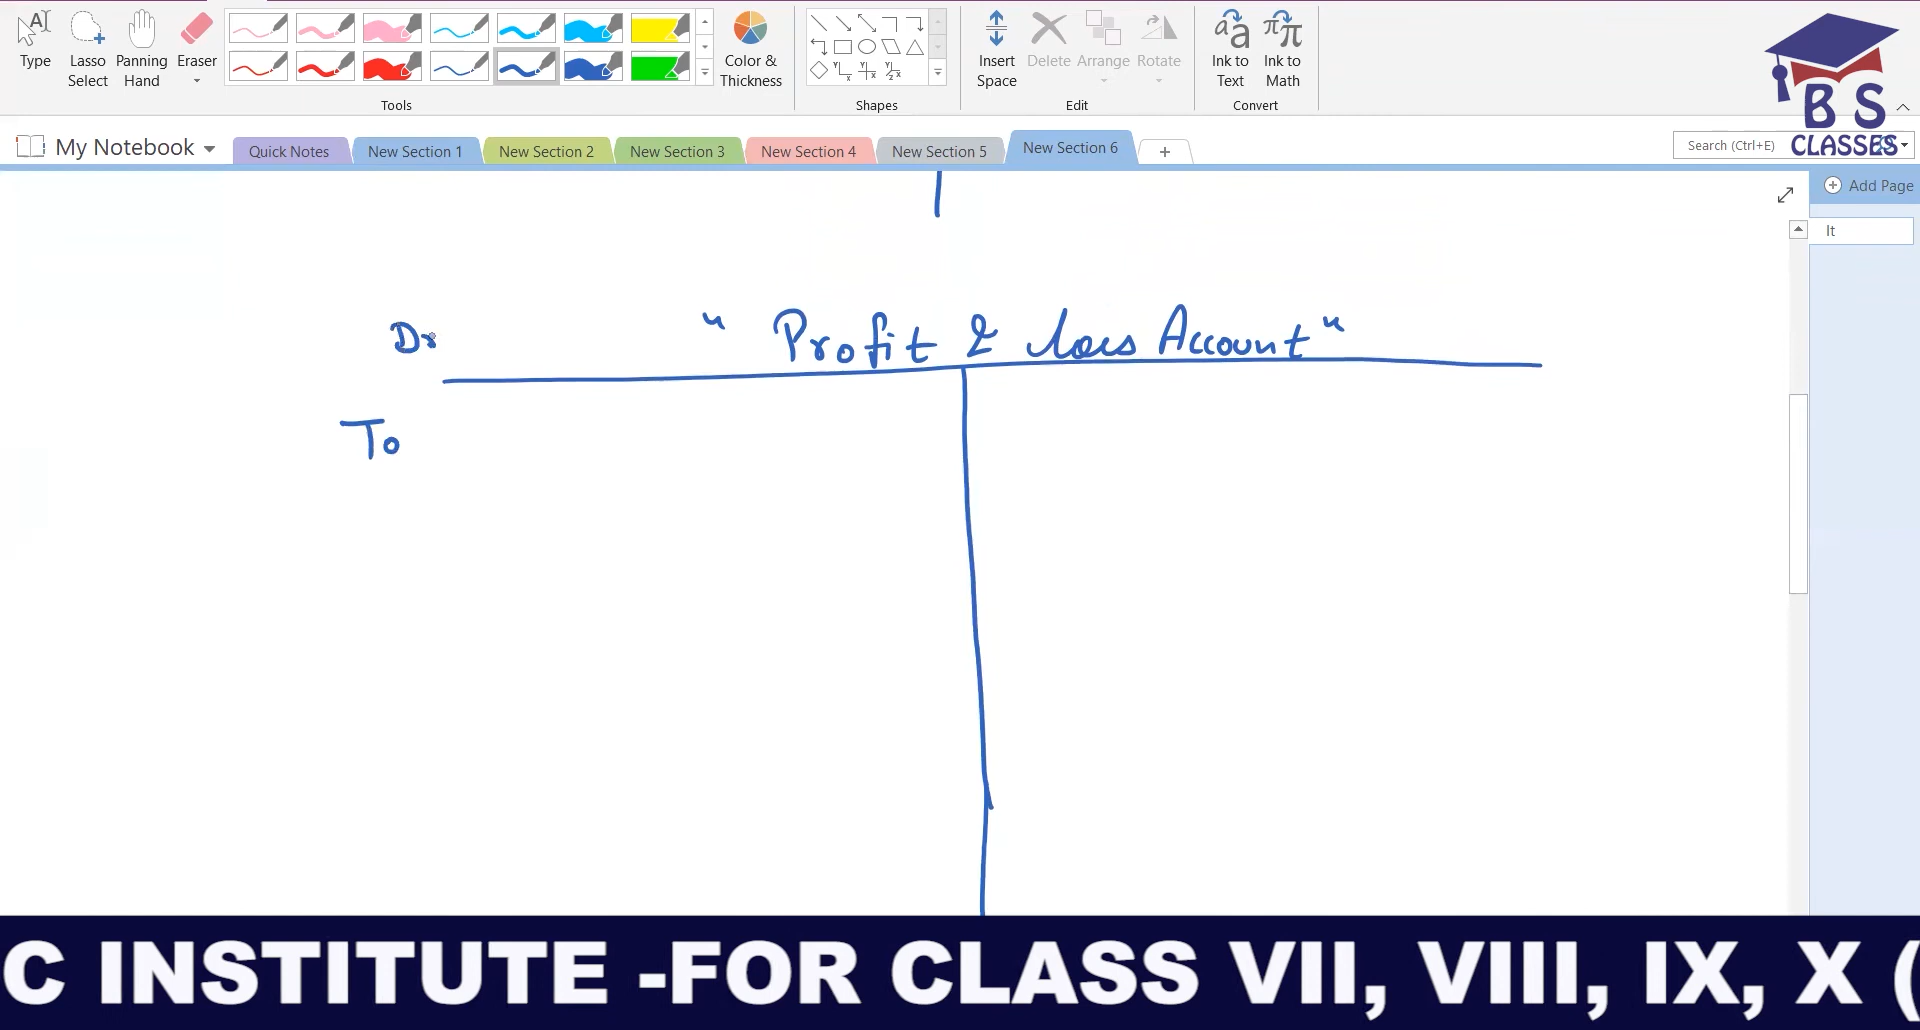 Type
Lasso Select
Panning Hand
Eraser
Color & Thickness
Insert Space
Delete
Arrange
Rotate
Ink to Text
Ink to Math
Tools
Shapes
Edit
Convert
B S
CLASSES
My Notebook
Quick Notes
New Section 1
New Section 2
New Section 3
New Section 4
New Section 5
New Section 6
Search (Ctrl+E)
Add Page
It
Dr
" Profit & Loss Account "
To
C INSTITUTE -FOR CLASS VII, VIII, IX, X (